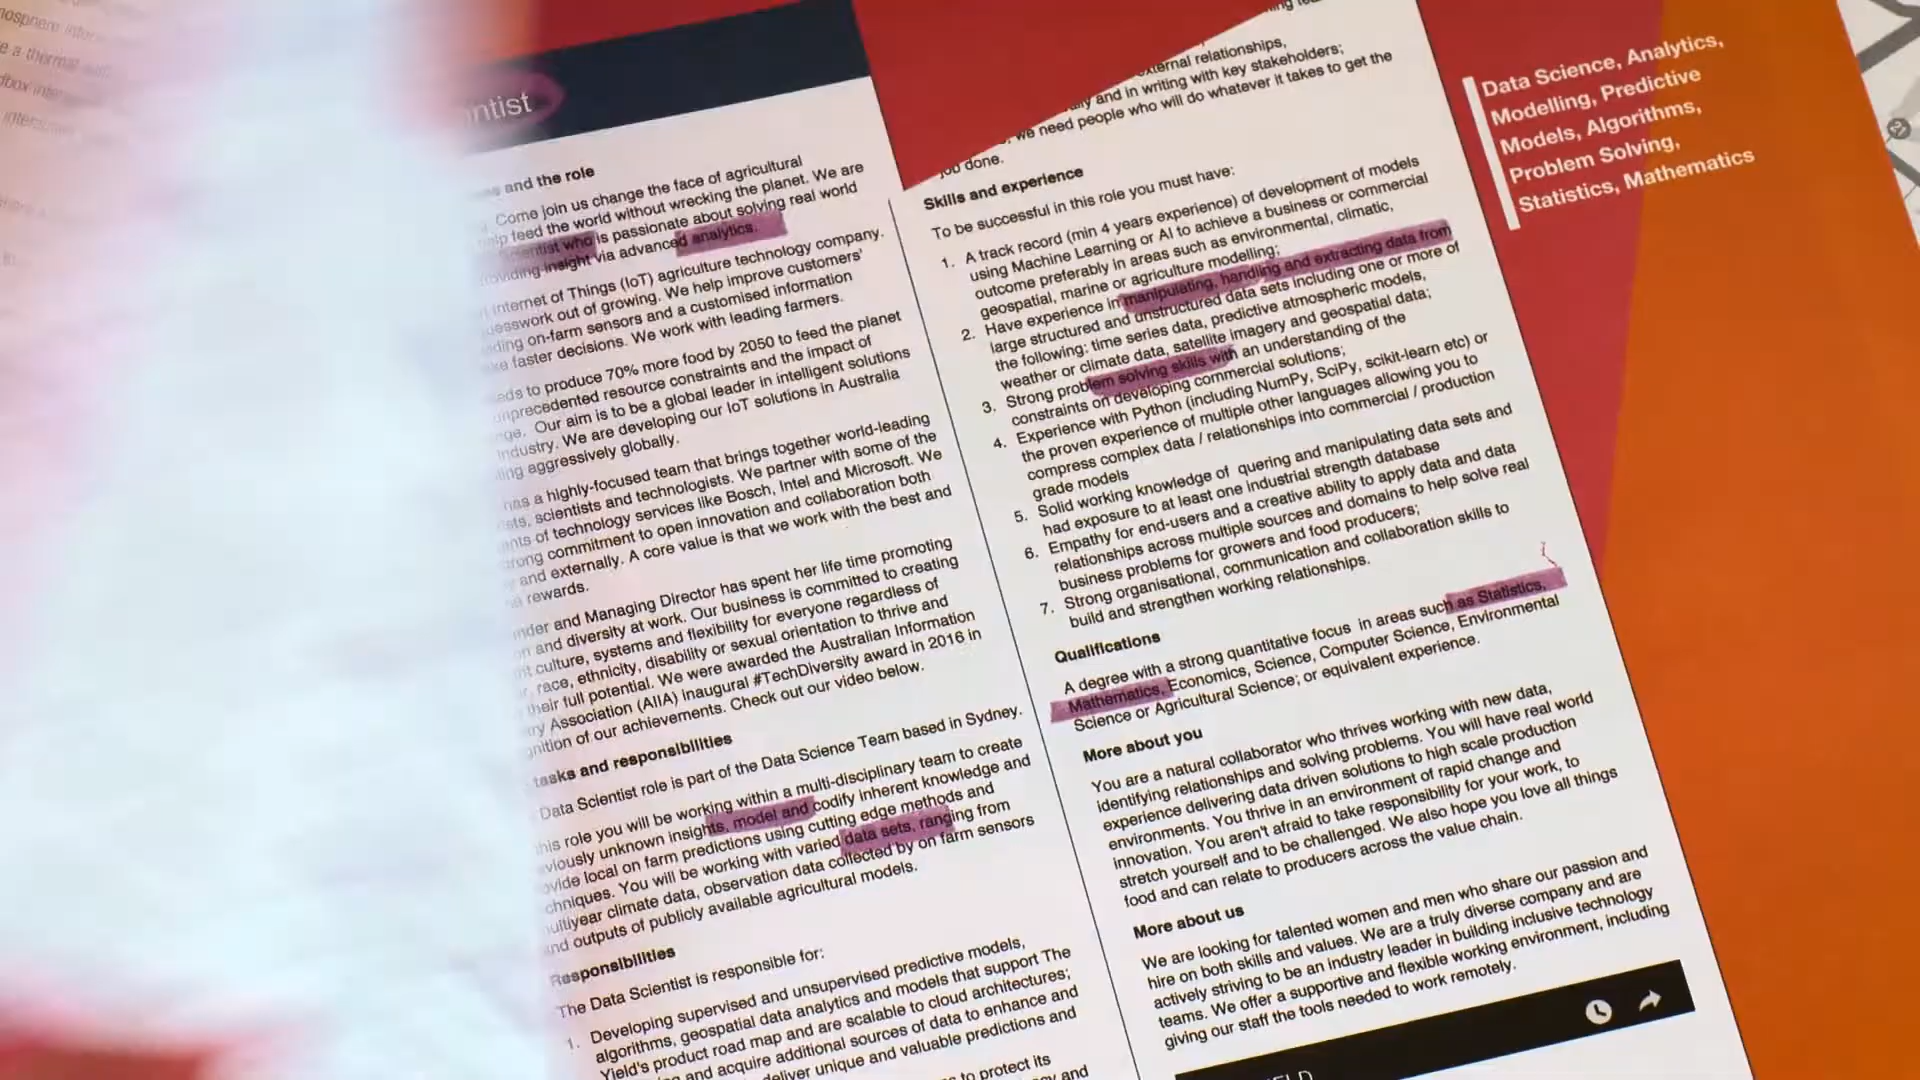 ntist
and the role
Come join us change the face of agricultural
feed the world without wrecking the planet. We are
Scientist who is passionate about solving real world
providing insight via advanced analytics.
Internet of Things (IoT) agriculture technology company.
out of growing. We help improve customers'
on-farm sensors and a customised information
faster decisions. We work with leading farmers.
to produce 70% more food by 2050 to feed the planet
unprecedented resource constraints and the impact of
Our aim is to be a global leader in intelligent solutions
industry. We are developing our IoT solutions in Australia
aggressively globally.
has a highly-focused team that brings together world-leading
scientists and technologists. We partner with some of the
of technology services like Bosch, Intel and Microsoft. We
commitment to open innovation and collaboration both
and externally. A core value is that we work with the best and
rewards.
and Managing Director has spent her life time promoting
and diversity at work. Our business is committed to creating
culture, systems and flexibility for everyone regardless of
race, ethnicity, disability or sexual orientation to thrive and
their full potential. We were awarded the Australian Information
Association (AIIA) inaugural #TechDiversity award in 2016 in
of our achievements. Check out our video below.
tasks and responsibilities
Data Scientist role is part of the Data Science Team based in Sydney.
this role you will be working within a multi-disciplinary team to create
unknown insights, model and codify inherent knowledge and
local on farm predictions using cutting edge methods and
You will be working with varied data sets, ranging from
climate data, observation data collected by on farm sensors
and outputs of publicly available agricultural models.
Responsibilities
The Data Scientist is responsible for:
1. Developing supervised and unsupervised predictive models,
algorithms, geospatial data analytics and models that support The
Yield's product road map and are scalable to cloud architectures;
and acquire additional sources of data to enhance and
deliver unique and valuable predictions and
to protect its
and
external relationships,
and in writing with key stakeholders;
we need people who will do whatever it takes to get the
job done.
Skills and experience
To be successful in this role you must have:
1. A track record (min 4 years experience) of development of models
using Machine Learning or AI to achieve a business or commercial
outcome preferably in areas such as environmental, climatic,
geospatial, marine or agriculture modelling;
2. Have experience in manipulating, handling and extracting data from
large structured and unstructured data sets including one or more of
the following: time series data, predictive atmospheric models,
weather or climate data, satellite imagery and geospatial data;
3. Strong problem solving skills with an understanding of the
constraints on developing commercial solutions;
4. Experience with Python (including NumPy, SciPy, scikit-learn etc) or
the proven experience of multiple other languages allowing you to
compress complex data / relationships into commercial / production
grade models
5. Solid working knowledge of quering and manipulating data sets and
had exposure to at least one industrial strength database
6. Empathy for end-users and a creative ability to apply data and data
relationships across multiple sources and domains to help solve real
business problems for growers and food producers;
7. Strong organisational, communication and collaboration skills to
build and strengthen working relationships.
Qualifications
A degree with a strong quantitative focus in areas such as Statistics,
Mathematics, Economics, Science, Computer Science, Environmental
Science or Agricultural Science; or equivalent experience.
More about you
You are a natural collaborator who thrives working with new data,
identifying relationships and solving problems. You will have real world
experience delivering data driven solutions to high scale production
environments. You thrive in an environment of rapid change and
innovation. You aren't afraid to take responsibility for your work, to
stretch yourself and to be challenged. We also hope you love all things
food and can relate to producers across the value chain.
More about us
We are looking for talented women and men who share our passion and
hire on both skills and values. We are a truly diverse company and are
actively striving to be an industry leader in building inclusive technology
teams. We offer a supportive and flexible working environment, including
giving our staff the tools needed to work remotely.
Data Science, Analytics,
Modelling, Predictive
Models, Algorithms,
Problem Solving,
Statistics, Mathematics